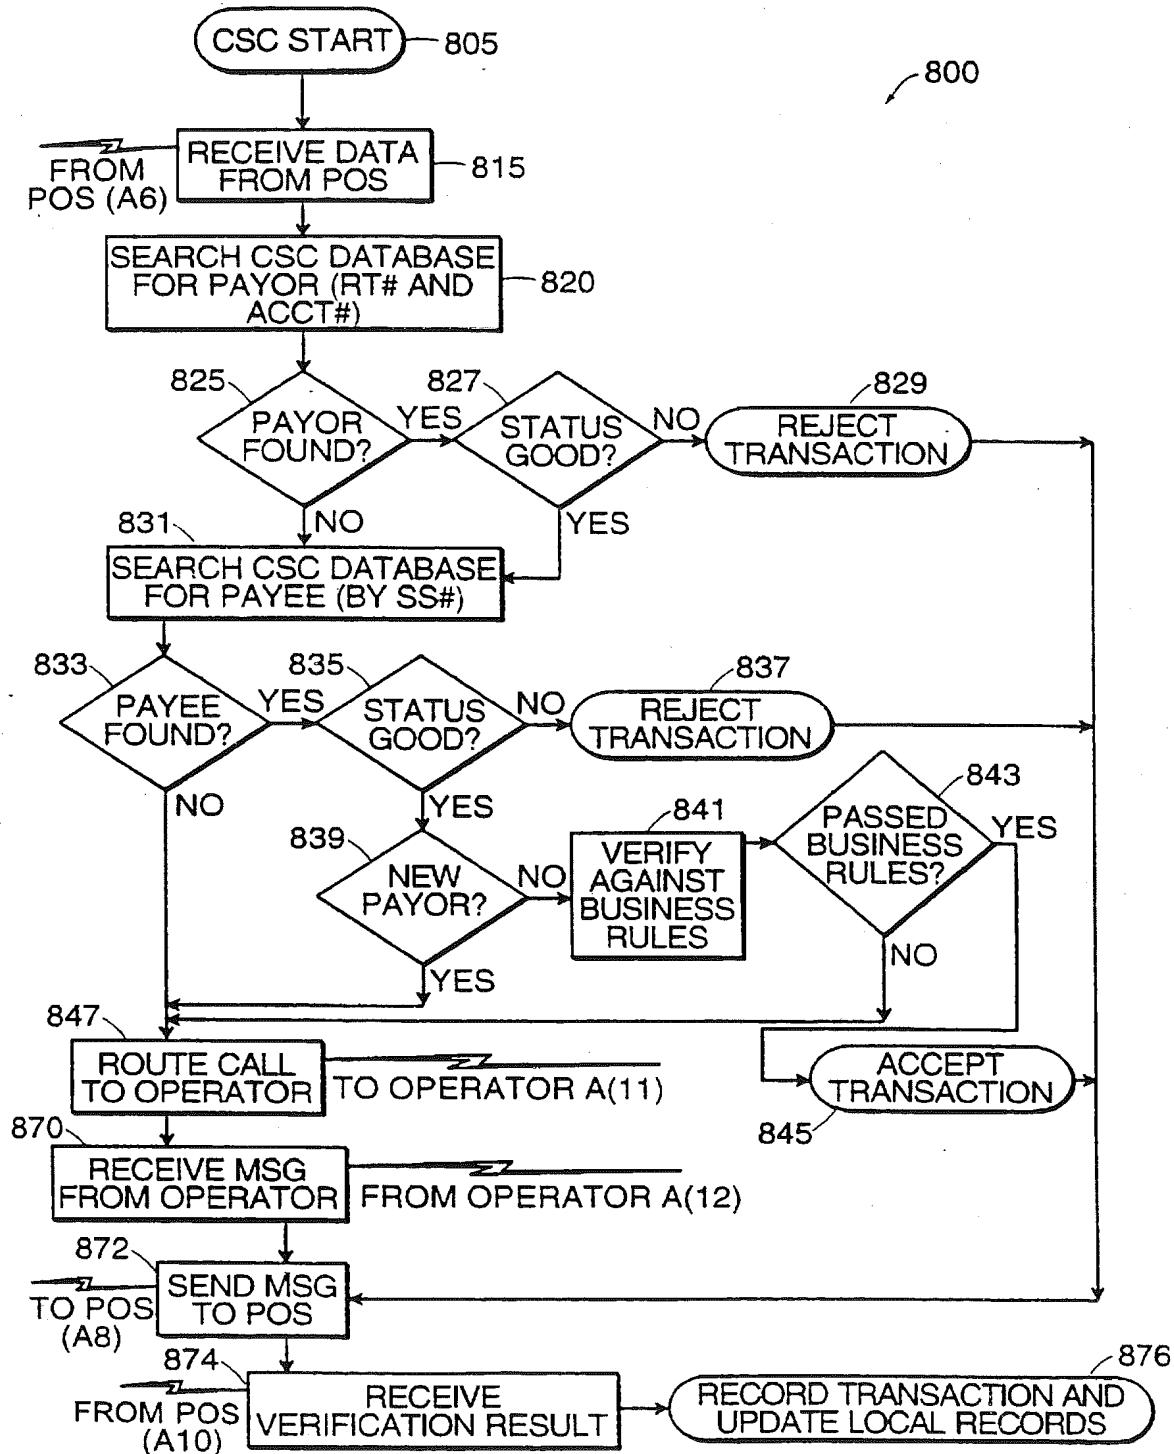 CSC START
805
800
RECEIVE DATA
FROM POS
815
FROM
POS (A6)
SEARCH CSC DATABASE
FOR PAYOR (RT# AND
ACCT#)
820
825
PAYOR
FOUND?
YES
827
STATUS
GOOD?
NO
829
REJECT
TRANSACTION
NO
YES
831
SEARCH CSC DATABASE
FOR PAYEE (BY SS#)
833
PAYEE
FOUND?
YES
835
STATUS
GOOD?
NO
837
REJECT
TRANSACTION
NO
YES
839
NEW
PAYOR?
NO
841
VERIFY
AGAINST
BUSINESS
RULES
843
PASSED
BUSINESS
RULES?
YES
NO
YES
847
ROUTE CALL
TO OPERATOR
TO OPERATOR A(11)
ACCEPT
TRANSACTION
845
870
RECEIVE MSG
FROM OPERATOR
FROM OPERATOR A(12)
872
SEND MSG
TO POS
TO POS
(A8)
874
RECEIVE
VERIFICATION RESULT
FROM POS
(A10)
876
RECORD TRANSACTION AND
UPDATE LOCAL RECORDS